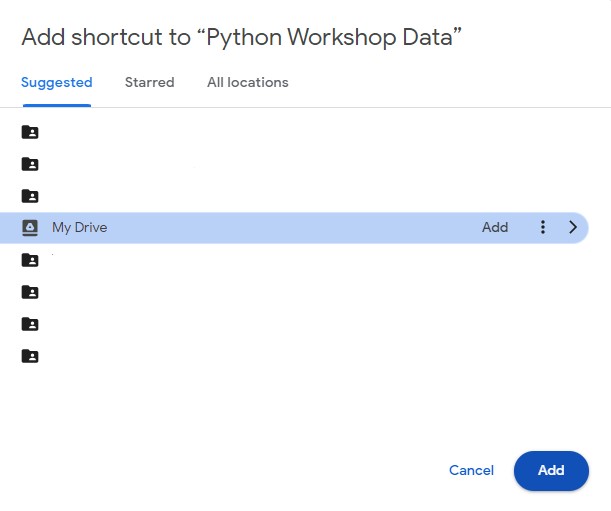 Add shortcut to “Python Workshop Data”
Suggested Starred All locations
My Drive Add
Cancel Add